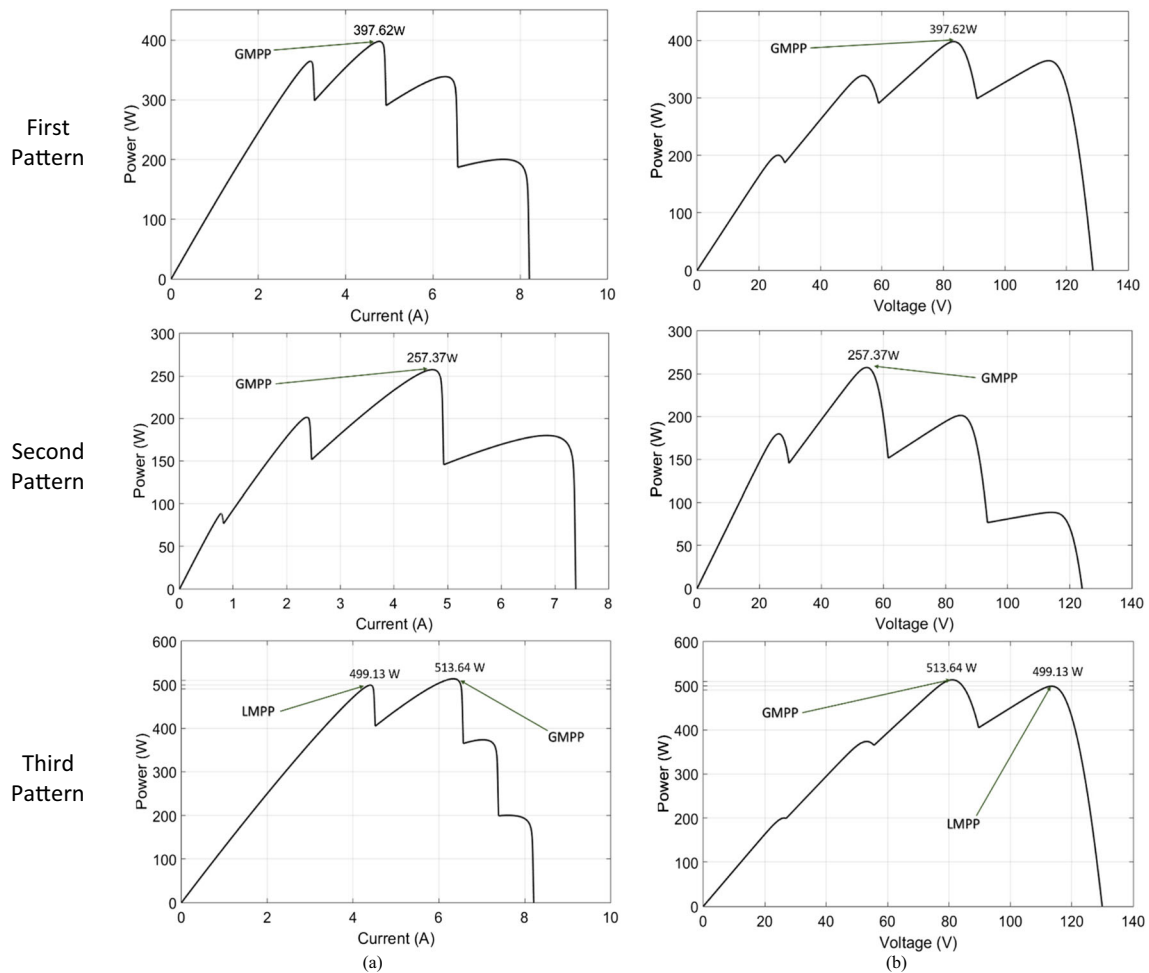 First
Pattern
Power (W)
400
300
200
100
0
GMPP
397.62W
0 2 4 6 8 10
Current (A)
Power (W)
400
300
200
100
0
GMPP
397.62W
0 20 40 60 80 100 120 140
Voltage (V)
Second
Pattern
Power (W)
300
250
200
150
100
50
0
GMPP
257.37W
0 1 2 3 4 5 6 7 8
Current (A)
Power (W)
300
250
200
150
100
50
0
257.37W
GMPP
0 20 40 60 80 100 120 140
Voltage (V)
Third
Pattern
Power (W)
600
500
400
300
200
100
0
499.13 W
513.64 W
LMPP
GMPP
0 2 4 6 8 10
Current (A)
(a)
Power (W)
600
500
400
300
200
100
0
513.64 W
499.13 W
GMPP
LMPP
0 20 40 60 80 100 120 140
Voltage (V)
(b)